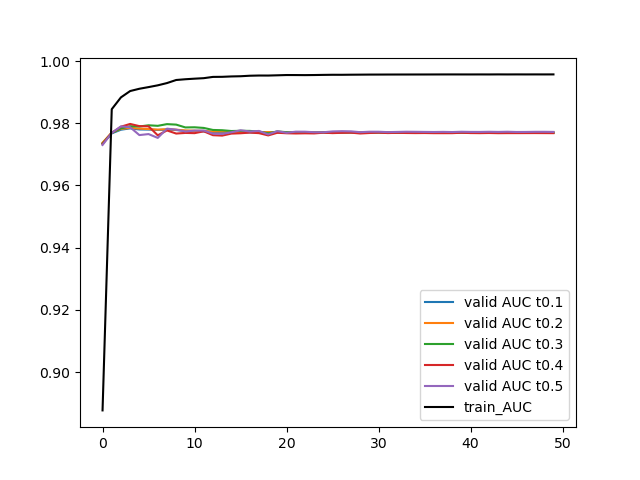 1.00
0.98
0.96
0.94
0.92
0.90
0
10
20
30
40
50
valid AUC t0.1
valid AUC t0.2
valid AUC t0.3
valid AUC t0.4
valid AUC t0.5
train_AUC